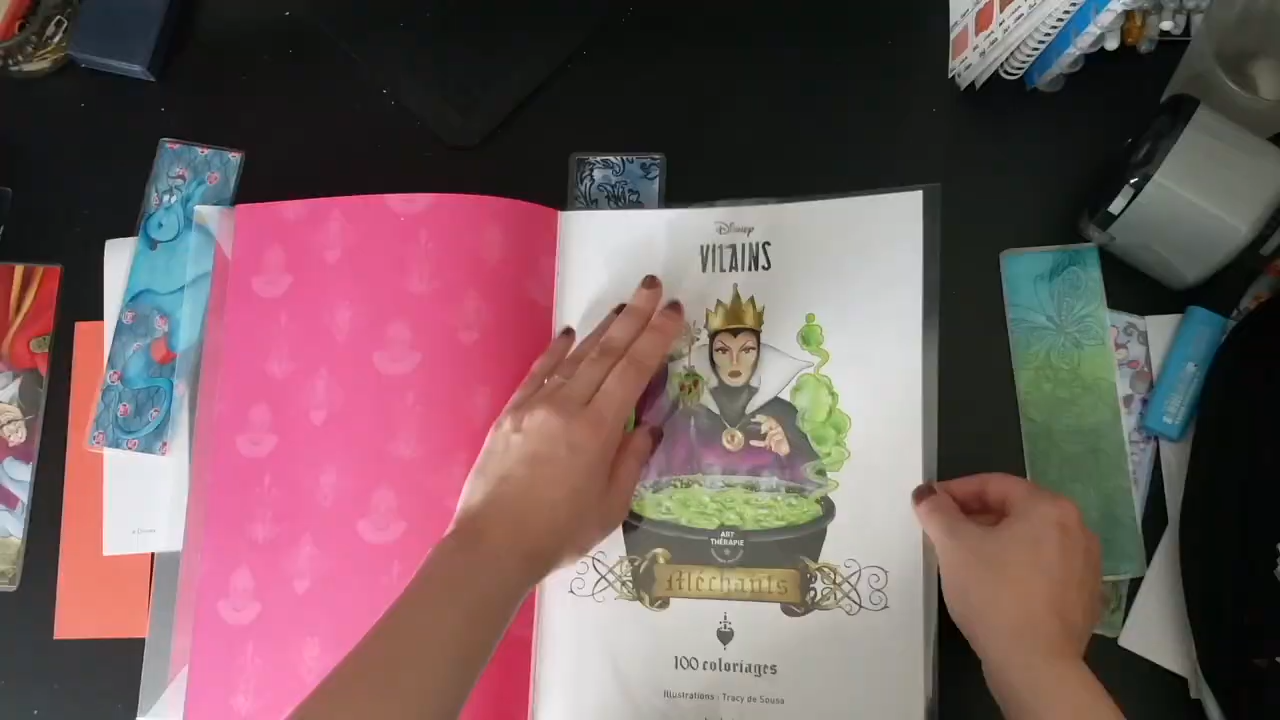 Disney
VILAINS
ART
THÉRAPIE
Méchants
100 coloriages
Illustrations : Tracy de Sousa